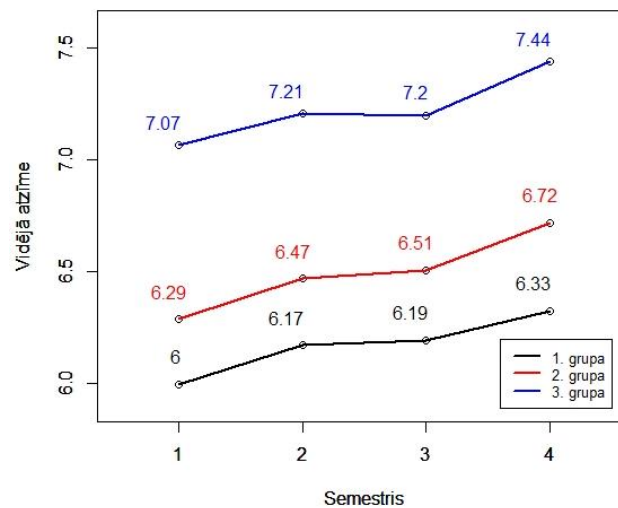 7.5
7.0
6.5
6.0
Vidējā atzīme
7.07
7.21
7.2
7.44
6.29
6.47
6.51
6.72
6
6.17
6.19
6.33
1. grupa
2. grupa
3. grupa
1 2 3 4
Semestris